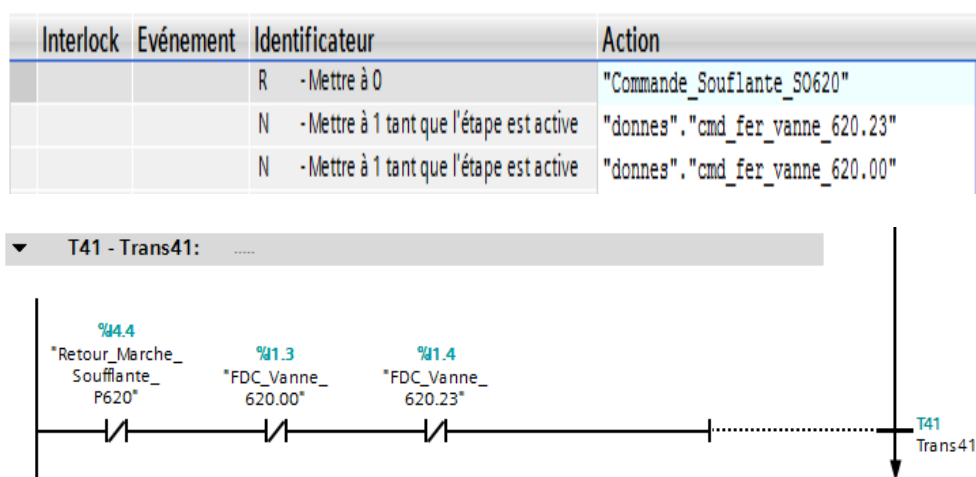 Interlock Evénement Identificateur Action
R - Mettre à 0 "Commande_Souflante_SO620"
N - Mettre à 1 tant que l'étape est active "donnes"."cmd_fer_vanne_620.23"
N - Mettre à 1 tant que l'étape est active "donnes"."cmd_fer_vanne_620.00"
T41 - Trans41: .....
%I4.4
"Retour_Marche_
Soufflante_
P620"
%I1.3
"FDC_Vanne_
620.00"
%I1.4
"FDC_Vanne_
620.23"
T41
Trans41